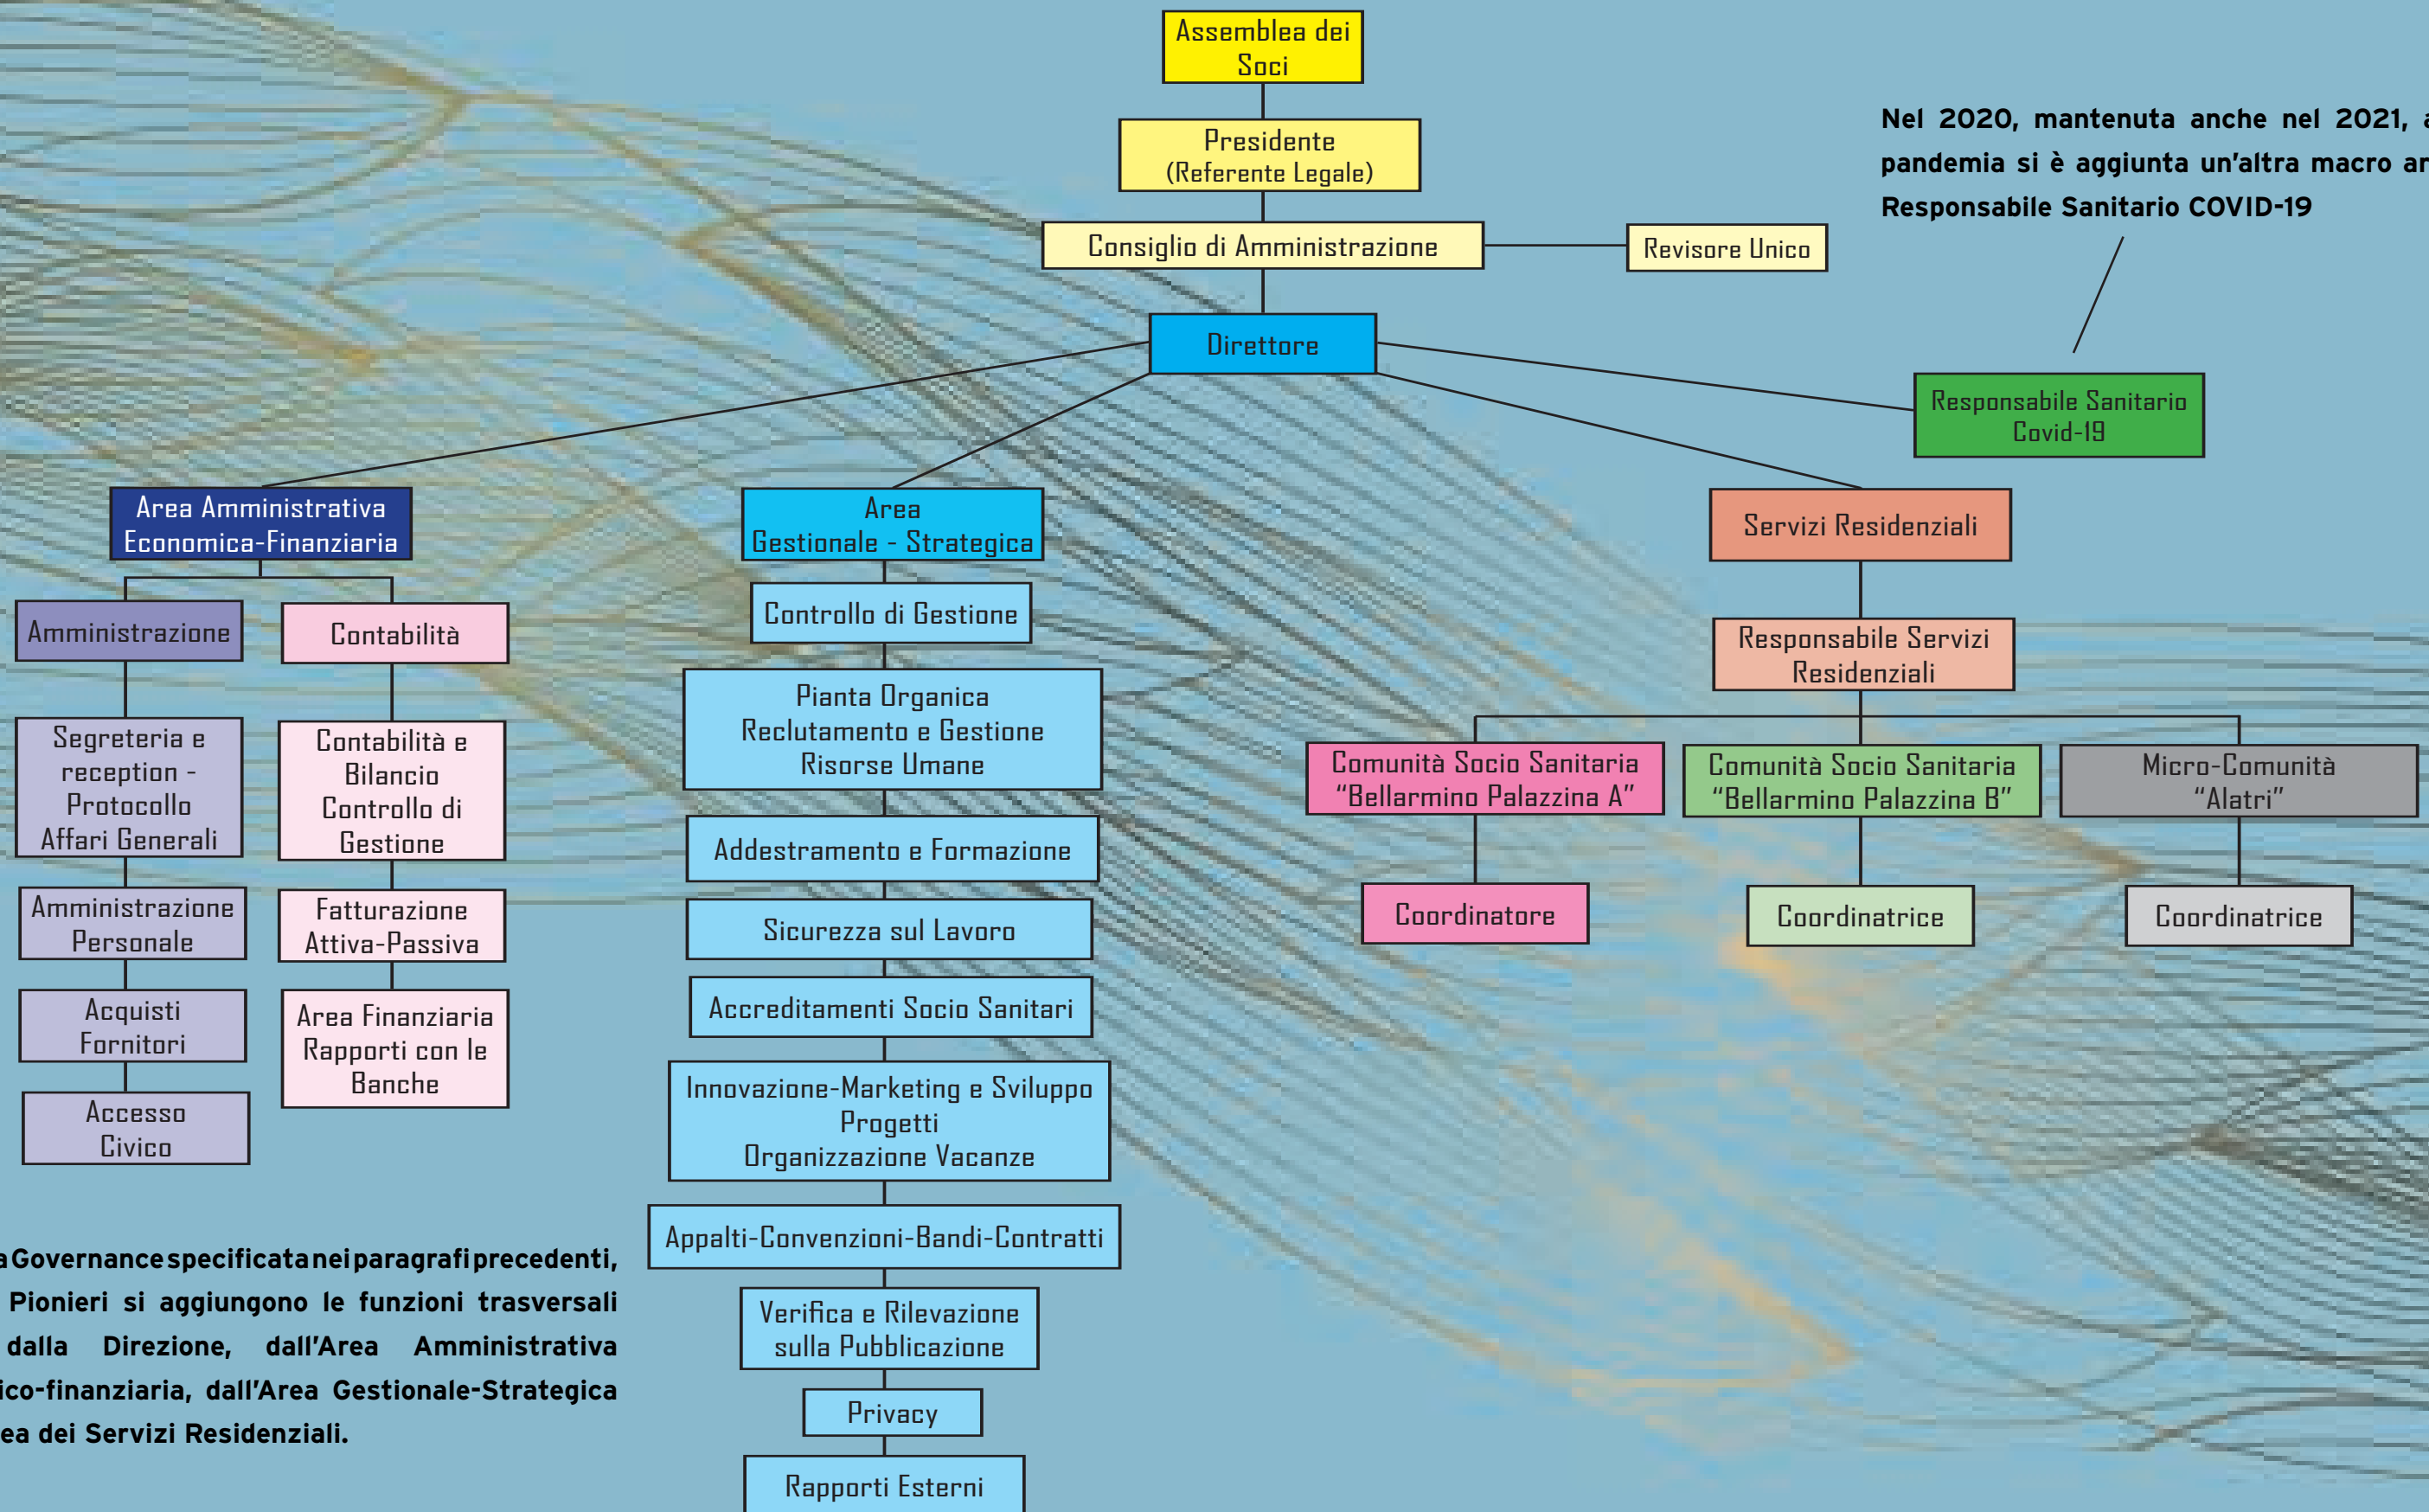 Assemblea dei
Soci
Presidente
(Referente Legale)
Consiglio di Amministrazione
Revisore Unico
Nel 2020, mantenuta anche nel 2021,
pandemia si è aggiunta un'altra macro
Responsabile Sanitario COVID-19
Direttore
Responsabile Sanitario
Covid-19
Area Amministrativa
Economica-Finanziaria
Amministrazione
Segreteria e
reception -
Protocollo
Affari Generali
Amministrazione
Personale
Acquisti
Fornitori
Accesso
Civico
Contabilità
Contabilità e
Bilancio
Controllo di
Gestione
Fatturazione
Attiva-Passiva
Area Finanziaria
Rapporti con le
Banche
Area
Gestionale - Strategica
Controllo di Gestione
Pianta Organica
Reclutamento e Gestione
Risorse Umane
Addestramento e Formazione
Sicurezza sul Lavoro
Accreditamenti Socio Sanitari
Innovazione-Marketing e Sviluppo
Progetti
Organizzazione Vacanze
Appalti-Convenzioni-Bandi-Contratti
Verifica e Rilevazione
sulla Pubblicazione
Privacy
Rapporti Esterni
Servizi Residenziali
Responsabile Servizi
Residenziali
Comunità Socio Sanitaria
“Bellarmino Palazzina A”
Coordinatore
Comunità Socio Sanitaria
“Bellarmino Palazzina B”
Coordinatrice
Micro-Comunità
“Alatri”
Coordinatrice
Governance specificata nei paragrafi precedenti,
Pionieri si aggiungono le funzioni trasversali
dalla Direzione, dall'Area Amministrativa
ico-finanziaria, dall'Area Gestionale-Strategica
ea dei Servizi Residenziali.